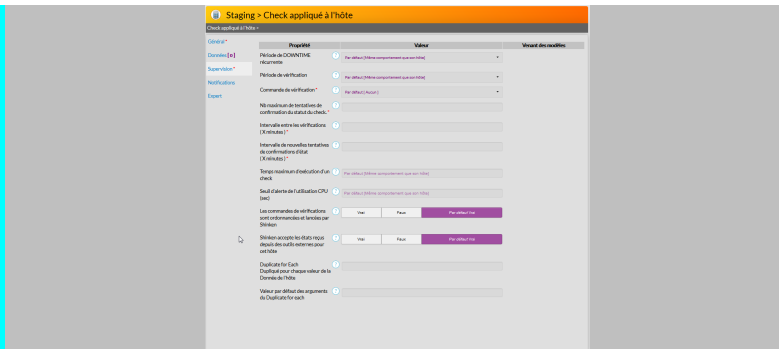 Staging > Check appliqué à l'hôte
Check appliqué à l'hôte >
Général *
Données [ 0 ]
Supervision *
Notifications
Expert
Propriété Valeur Venant des modèles
Période de DOWNTIME
récurrente
? Par défaut [Même comportement que son hôte]
Période de vérification ? Par défaut [Même comportement que son hôte]
Commande de vérification * ? Par défaut [ Aucun ]
Nb maximum de tentatives de
confirmation du statut du check. *
?
Intervalle entre les vérifications
( X minutes ) *
?
Intervalle de nouvelles tentatives
de confirmations d'état
( X minutes ) *
?
Temps maximum d'exécution d'un
check
? Par défaut [Même comportement que son hôte]
Seuil d'alerte de l'utilisation CPU
(sec)
? Par défaut [Même comportement que son hôte]
Les commandes de vérifications
sont ordonnancées et lancées par
Shinken
? Vrai Faux Par défaut Vrai
Shinken accepte les états reçus
depuis des outils externes pour
cet hôte
? Vrai Faux Par défaut Vrai
Duplicate for Each
Dupliqué pour chaque valeur de la
Donnée de l'hôte
?
Valeur par défaut des arguments
du Duplicate for each
?